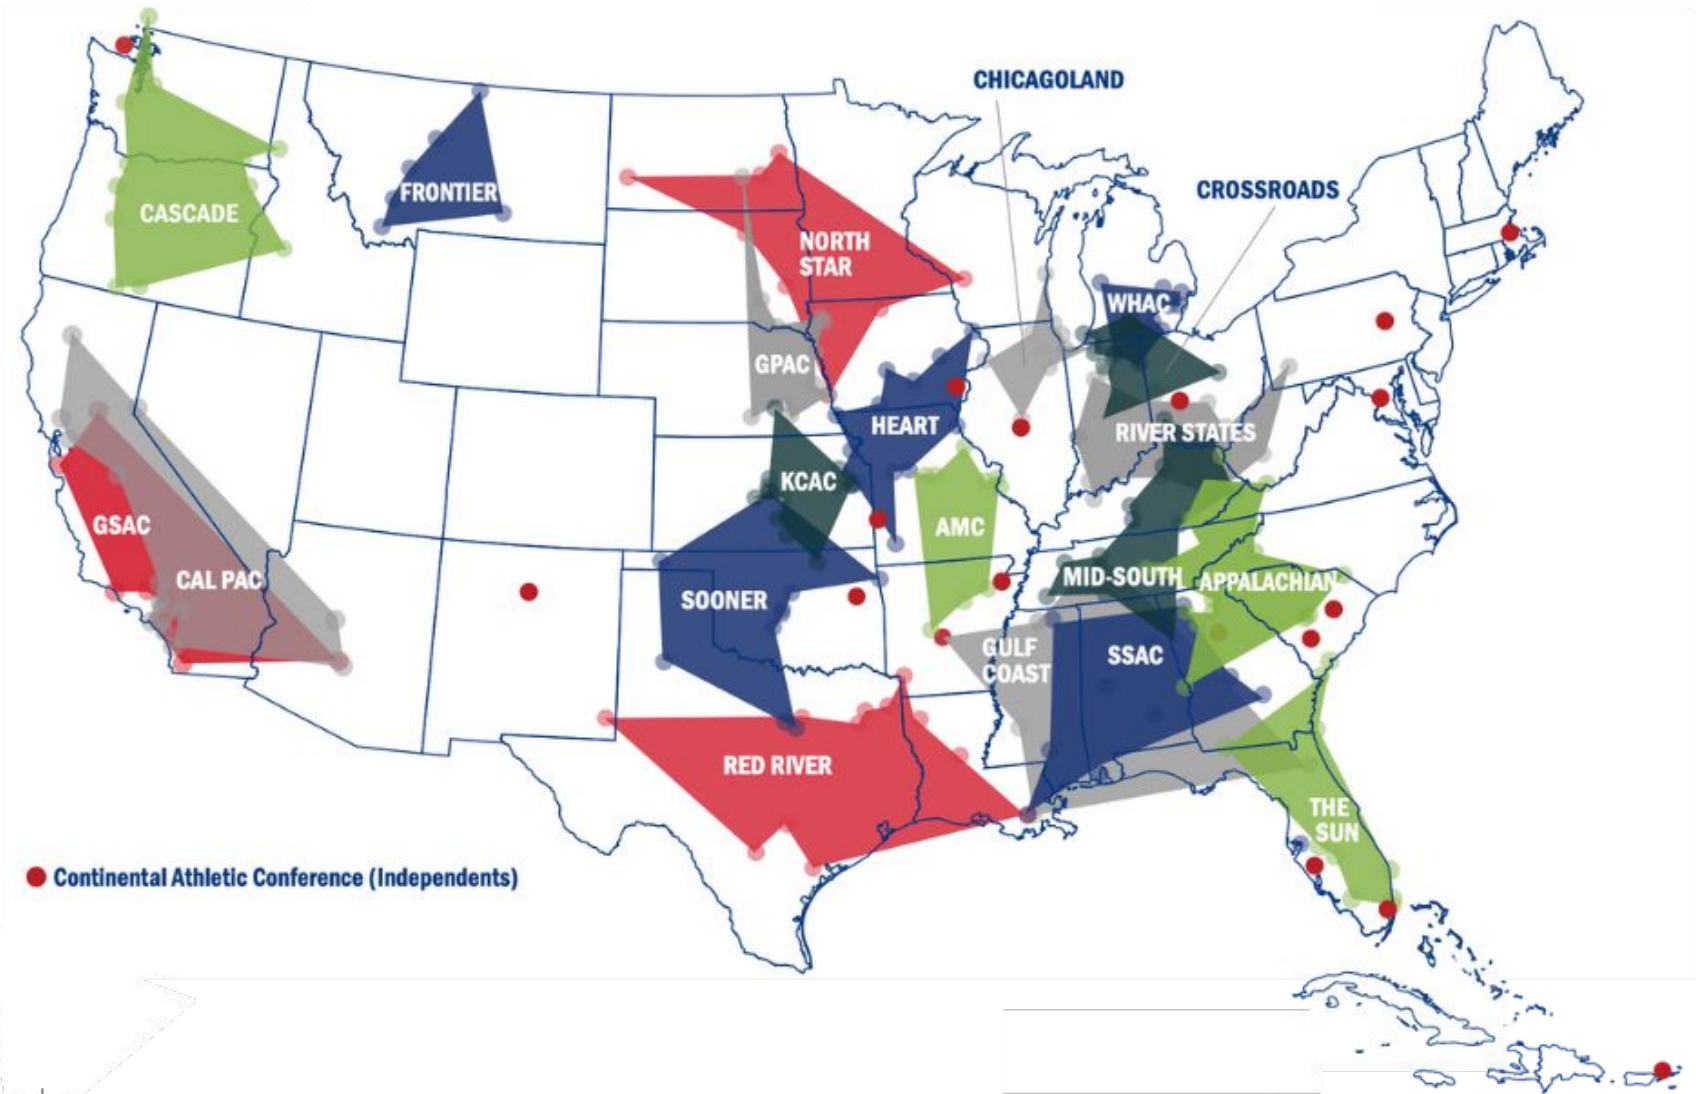 CHICAGOLAND
CROSSROADS
CASCADE
FRONTIER
NORTH
STAR
WHAC
GPAC
HEART
RIVER STATES
KCAC
GSAC
AMC
CAL PAC
SOONER
MID-SOUTH
APPALACHIAN
GULF
COAST
SSAC
RED RIVER
THE
SUN
Continental Athletic Conference (Independents)